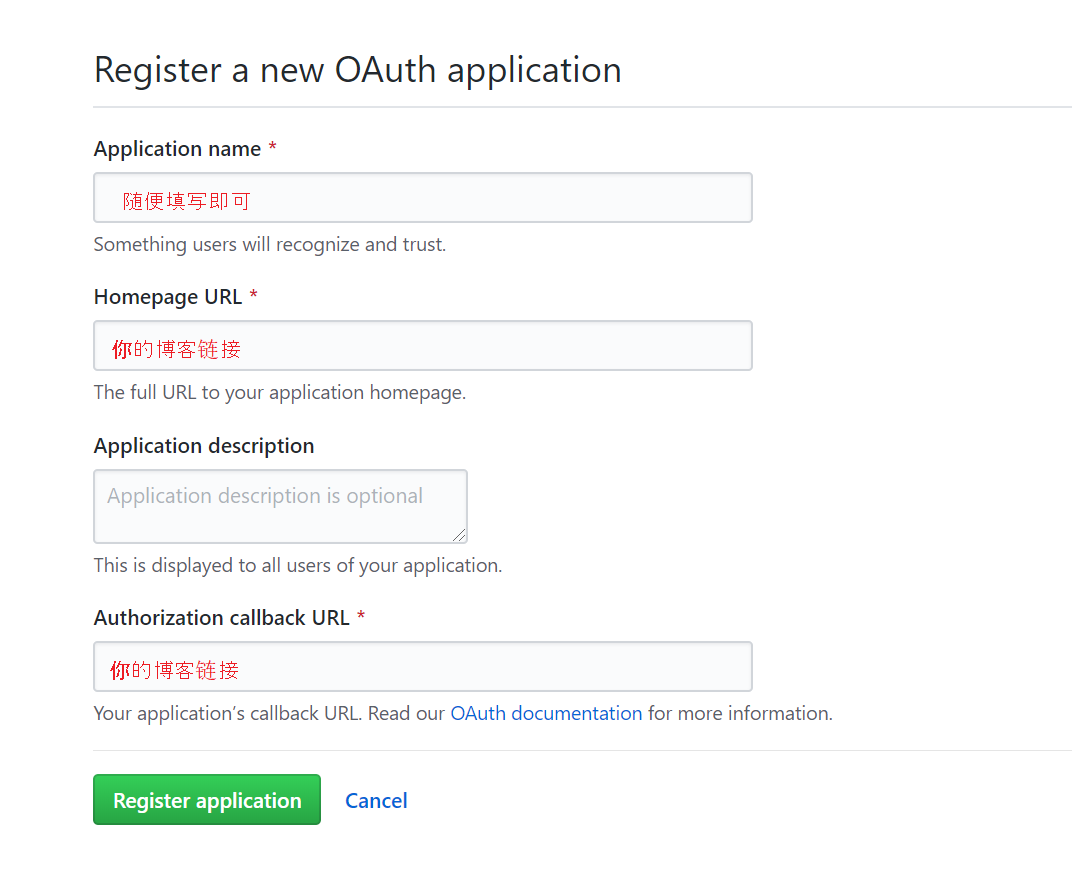 Register a new OAuth application
Application name *
随便填写即可
Something users will recognize and trust.
Homepage URL *
你的博客链接
The full URL to your application homepage.
Application description
Application description is optional
This is displayed to all users of your application.
Authorization callback URL *
你的博客链接
Your application’s callback URL. Read our OAuth documentation for more information.
Register application Cancel